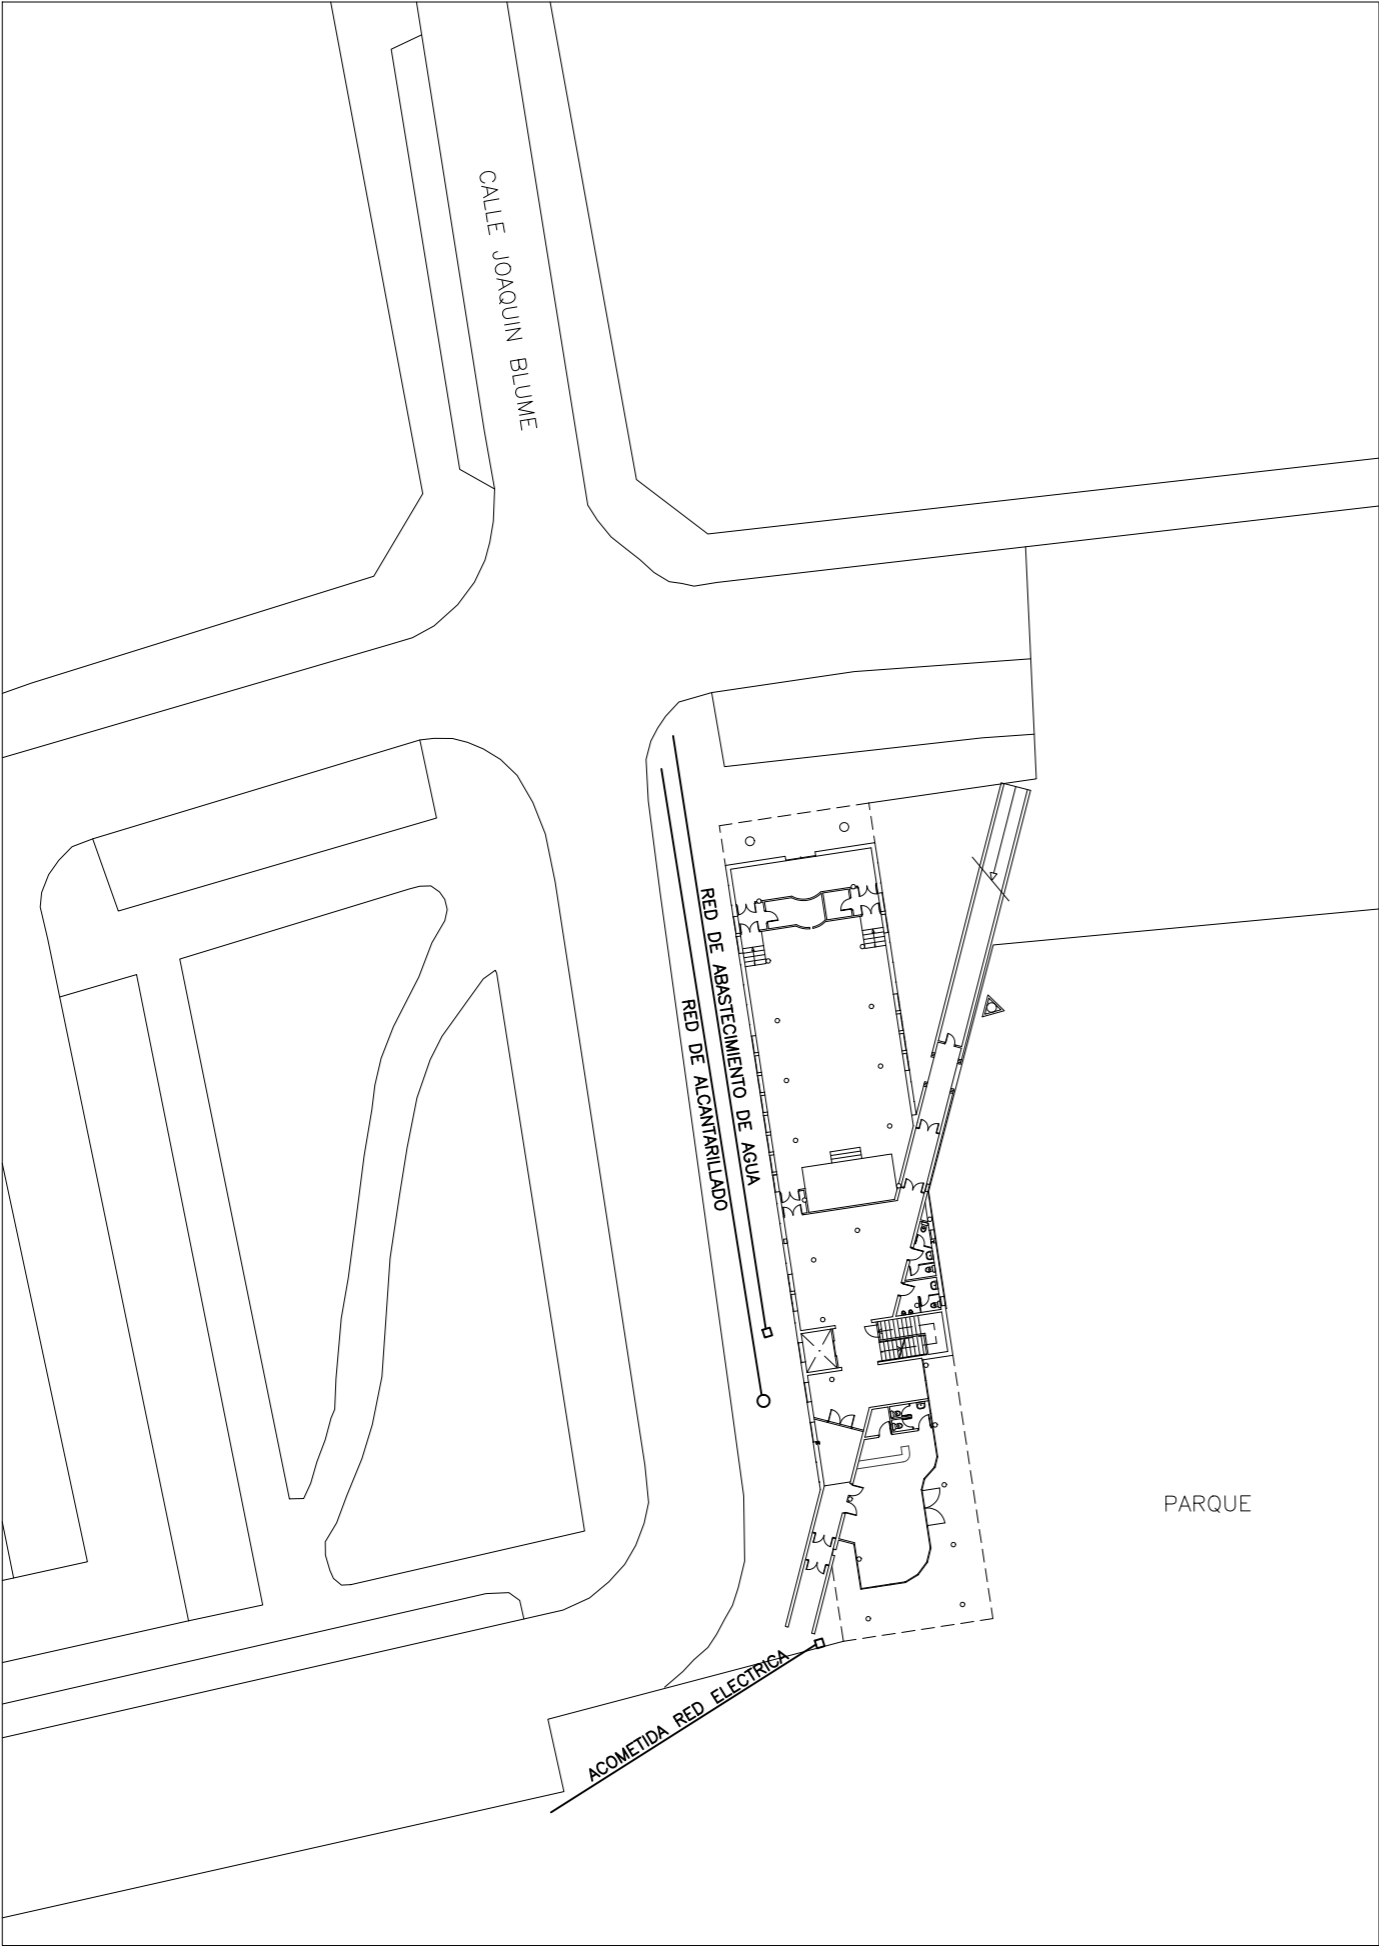 CALLE JOAQUIN BLUME
RED DE ABASTECIMIENTO DE AGUA
RED DE ALCANTARILLADO
PARQUE
ACOMETIDA RED ELECTRICA